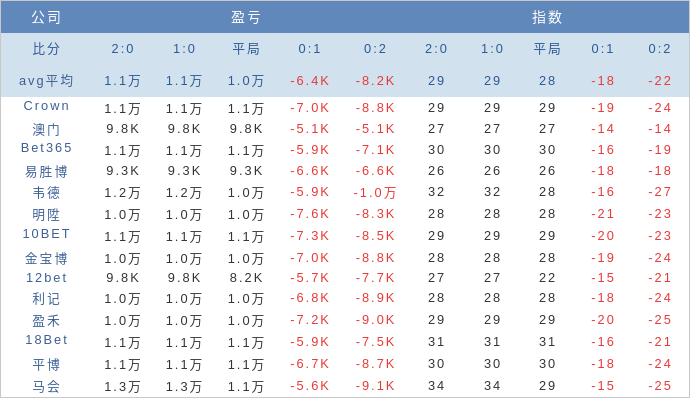 公司 盈亏 指数
比分 2:0 1:0 平局 0:1 0:2 2:0 1:0 平局 0:1 0:2
avg平均 1.1万 1.1万 1.0万 -6.4K -8.2K 29 29 28 -18 -22
Crown 1.1万 1.1万 1.1万 -7.0K -8.8K 29 29 29 -19 -24
澳门 9.8K 9.8K 9.8K -5.1K -5.1K 27 27 27 -14 -14
Bet365 1.1万 1.1万 1.1万 -5.9K -7.1K 30 30 30 -16 -19
易胜博 9.3K 9.3K 9.3K -6.6K -6.6K 26 26 26 -18 -18
韦德 1.2万 1.2万 1.0万 -5.9K -1.0万 32 32 28 -16 -27
明陞 1.0万 1.0万 1.0万 -7.6K -8.3K 28 28 28 -21 -23
10BET 1.1万 1.1万 1.1万 -7.3K -8.5K 29 29 29 -20 -23
金宝博 1.0万 1.0万 1.0万 -7.0K -8.8K 28 28 28 -19 -24
12bet 9.8K 9.8K 8.2K -5.7K -7.7K 27 27 22 -15 -21
利记 1.0万 1.0万 1.0万 -6.8K -8.9K 28 28 28 -18 -24
盈禾 1.0万 1.0万 1.0万 -7.2K -9.0K 29 29 29 -20 -25
18Bet 1.1万 1.1万 1.1万 -5.9K -7.5K 31 31 31 -16 -21
平博 1.1万 1.1万 1.1万 -6.7K -8.7K 30 30 30 -18 -24
马会 1.3万 1.3万 1.1万 -5.6K -9.1K 34 34 29 -15 -25